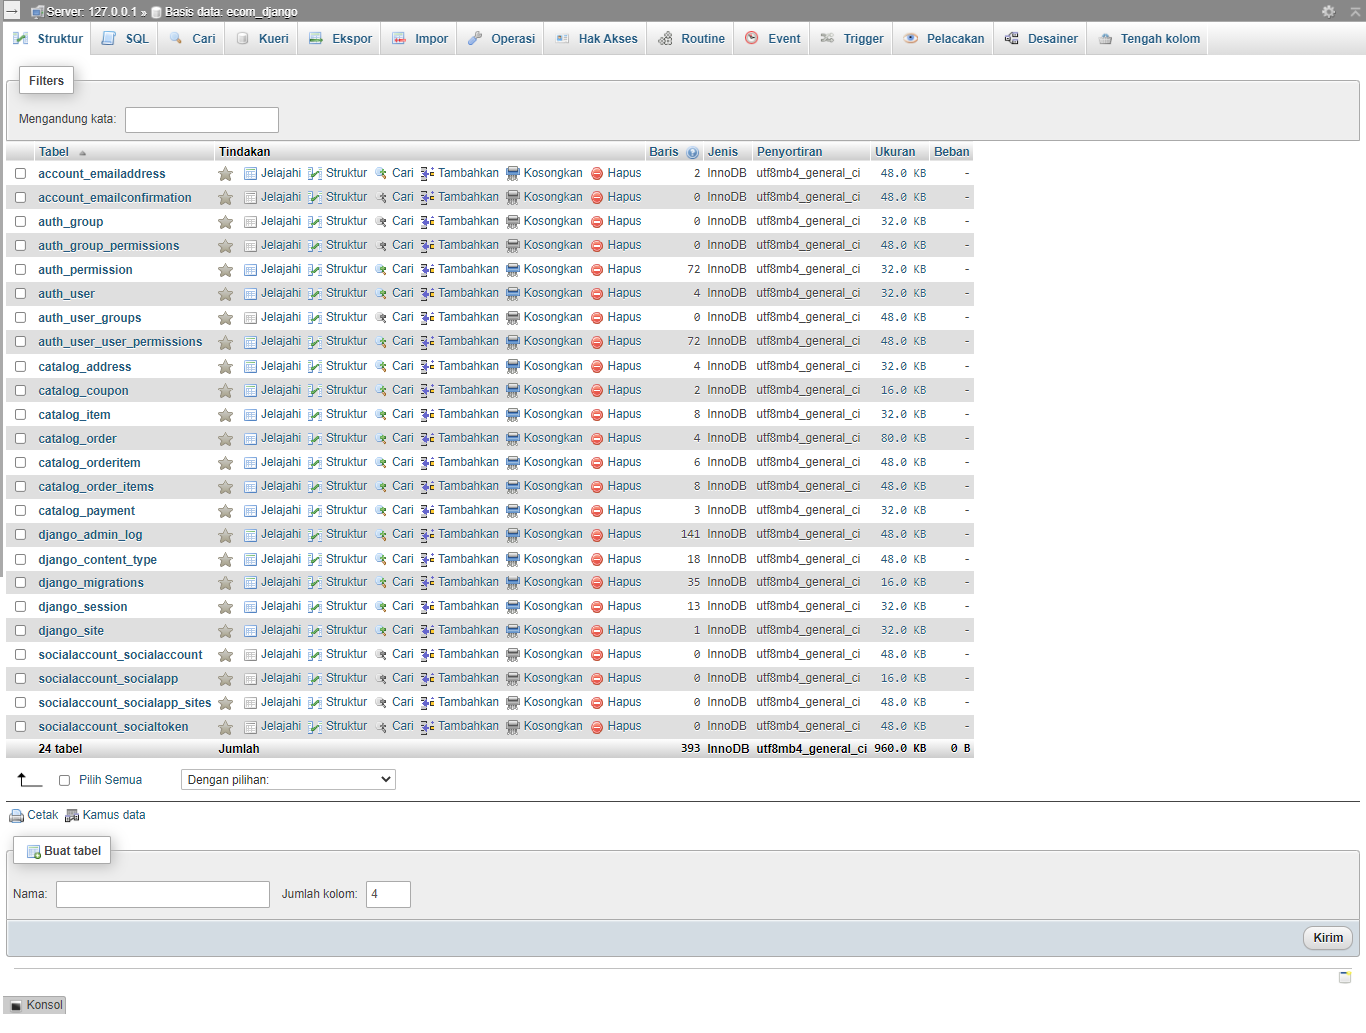 Server: 127.0.0.1 » Basis data: ecom_django
Struktur SQL Cari Kueri Ekspor Impor Operasi Hak Akses Routine Event Trigger Pelacakan Desainer Tengah kolom
Filters
Mengandung kata:
Tabel Tindakan Baris Jenis Penyortiran Ukuran Beban
account_emailaddress Jelajahi Struktur Cari Tambahkan Kosongkan Hapus 2 InnoDB utf8mb4_general_ci 48.0 KB -
account_emailconfirmation Jelajahi Struktur Cari Tambahkan Kosongkan Hapus 0 InnoDB utf8mb4_general_ci 48.0 KB -
auth_group Jelajahi Struktur Cari Tambahkan Kosongkan Hapus 0 InnoDB utf8mb4_general_ci 32.0 KB -
auth_group_permissions Jelajahi Struktur Cari Tambahkan Kosongkan Hapus 0 InnoDB utf8mb4_general_ci 48.0 KB -
auth_permission Jelajahi Struktur Cari Tambahkan Kosongkan Hapus 72 InnoDB utf8mb4_general_ci 32.0 KB -
auth_user Jelajahi Struktur Cari Tambahkan Kosongkan Hapus 4 InnoDB utf8mb4_general_ci 32.0 KB -
auth_user_groups Jelajahi Struktur Cari Tambahkan Kosongkan Hapus 0 InnoDB utf8mb4_general_ci 48.0 KB -
auth_user_user_permissions Jelajahi Struktur Cari Tambahkan Kosongkan Hapus 72 InnoDB utf8mb4_general_ci 48.0 KB -
catalog_address Jelajahi Struktur Cari Tambahkan Kosongkan Hapus 4 InnoDB utf8mb4_general_ci 32.0 KB -
catalog_coupon Jelajahi Struktur Cari Tambahkan Kosongkan Hapus 2 InnoDB utf8mb4_general_ci 16.0 KB -
catalog_item Jelajahi Struktur Cari Tambahkan Kosongkan Hapus 8 InnoDB utf8mb4_general_ci 32.0 KB -
catalog_order Jelajahi Struktur Cari Tambahkan Kosongkan Hapus 4 InnoDB utf8mb4_general_ci 80.0 KB -
catalog_orderitem Jelajahi Struktur Cari Tambahkan Kosongkan Hapus 6 InnoDB utf8mb4_general_ci 48.0 KB -
catalog_order_items Jelajahi Struktur Cari Tambahkan Kosongkan Hapus 8 InnoDB utf8mb4_general_ci 48.0 KB -
catalog_payment Jelajahi Struktur Cari Tambahkan Kosongkan Hapus 3 InnoDB utf8mb4_general_ci 32.0 KB -
django_admin_log Jelajahi Struktur Cari Tambahkan Kosongkan Hapus 141 InnoDB utf8mb4_general_ci 48.0 KB -
django_content_type Jelajahi Struktur Cari Tambahkan Kosongkan Hapus 18 InnoDB utf8mb4_general_ci 48.0 KB -
django_migrations Jelajahi Struktur Cari Tambahkan Kosongkan Hapus 35 InnoDB utf8mb4_general_ci 16.0 KB -
django_session Jelajahi Struktur Cari Tambahkan Kosongkan Hapus 13 InnoDB utf8mb4_general_ci 32.0 KB -
django_site Jelajahi Struktur Cari Tambahkan Kosongkan Hapus 1 InnoDB utf8mb4_general_ci 32.0 KB -
socialaccount_socialaccount Jelajahi Struktur Cari Tambahkan Kosongkan Hapus 0 InnoDB utf8mb4_general_ci 48.0 KB -
socialaccount_socialapp Jelajahi Struktur Cari Tambahkan Kosongkan Hapus 0 InnoDB utf8mb4_general_ci 16.0 KB -
socialaccount_socialapp_sites Jelajahi Struktur Cari Tambahkan Kosongkan Hapus 0 InnoDB utf8mb4_general_ci 48.0 KB -
socialaccount_socialtoken Jelajahi Struktur Cari Tambahkan Kosongkan Hapus 0 InnoDB utf8mb4_general_ci 48.0 KB -
24 tabel Jumlah 393 InnoDB utf8mb4_general_ci 960.0 KB 0 B
Pilih Semua Dengan pilihan:
Cetak Kamus data
Buat tabel
Nama: Jumlah kolom: 4
Kirim
Konsol